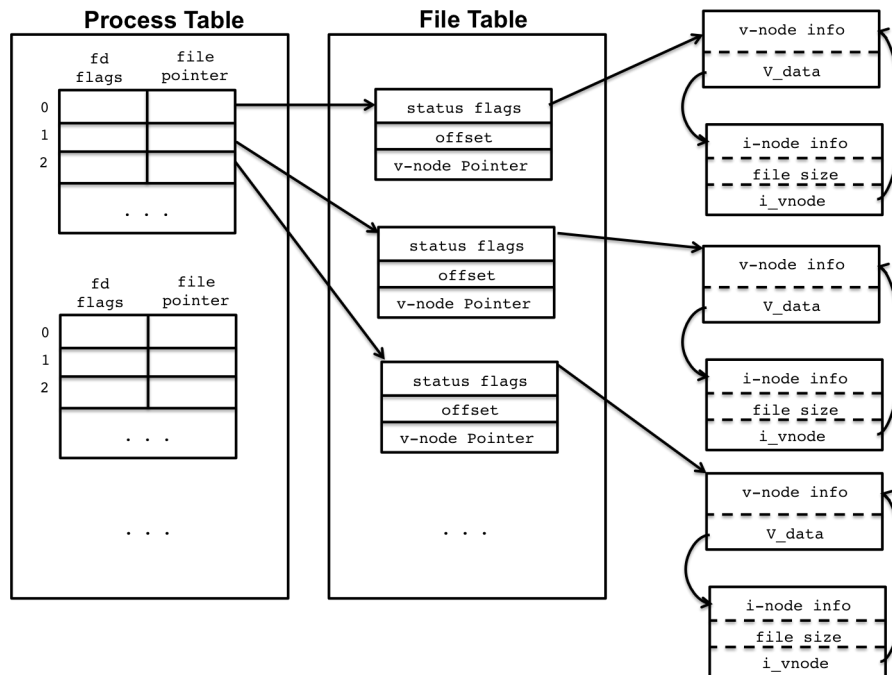 Process Table
fd flags
file pointer
0
1
2
. . .
fd flags
file pointer
0
1
2
. . .
. . .
File Table
status flags
offset
v-node Pointer
status flags
offset
v-node Pointer
status flags
offset
v-node Pointer
. . .
v-node info
V_data
i-node info
file size
i_vnode
v-node info
V_data
i-node info
file size
i_vnode
v-node info
V_data
i-node info
file size
i_vnode